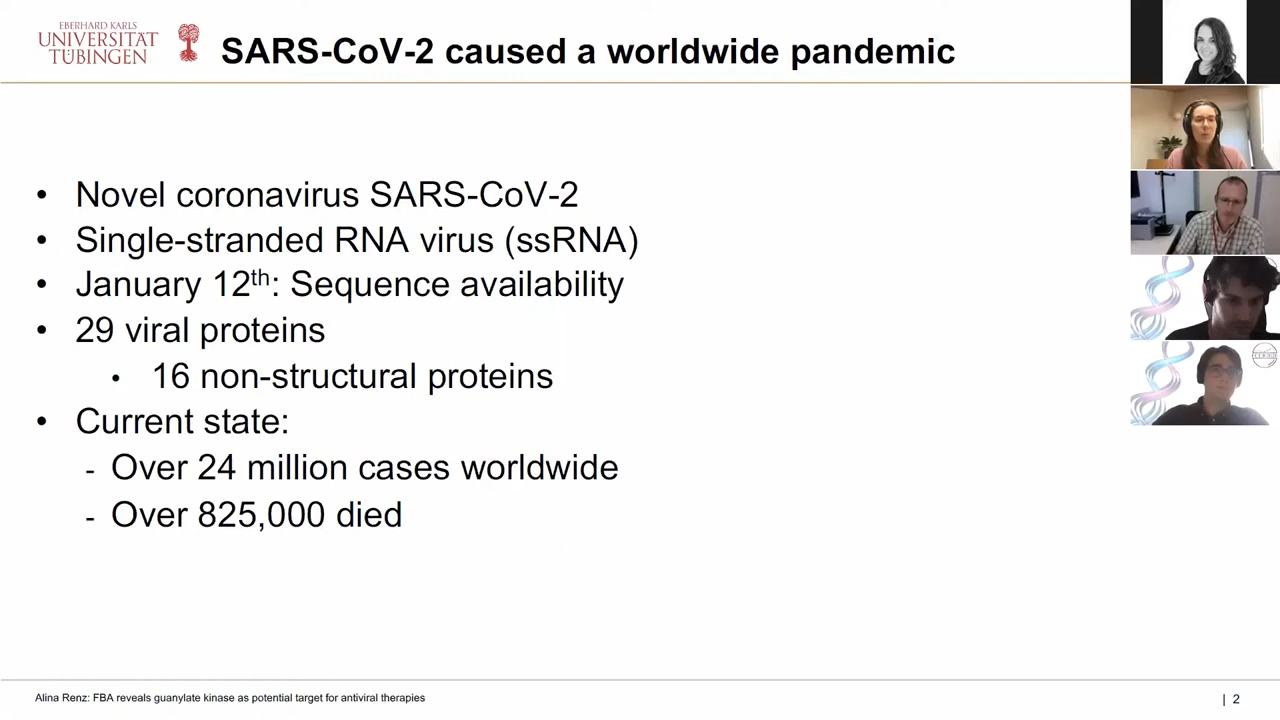 EBERHARD KARLS
UNIVERSITÄT
TÜBINGEN
SARS-CoV-2 caused a worldwide pandemic
• Novel coronavirus SARS-CoV-2
• Single-stranded RNA virus (ssRNA)
• January 12th: Sequence availability
• 29 viral proteins
• 16 non-structural proteins
• Current state:
- Over 24 million cases worldwide
- Over 825,000 died
Alina Renz: FBA reveals guanylate kinase as potential target for antiviral therapies
| 2